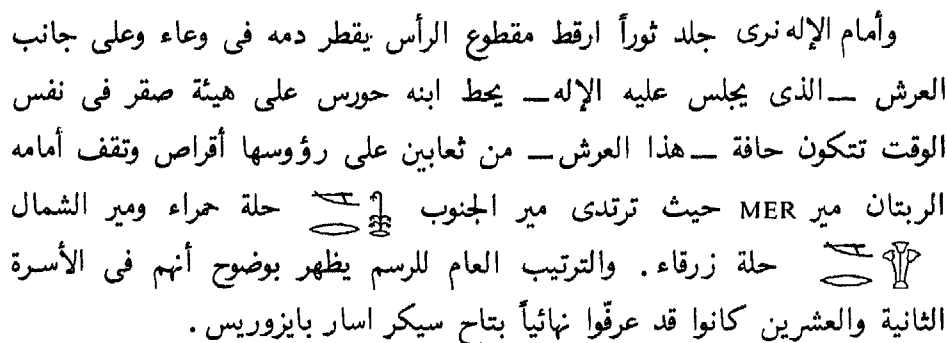 وأمام الإله نرى جلد ثوراً ارقط مقطوع الرأس يقطر دمه فى وعاء وعلى جانب
العرش ــ الذى يجلس عليه الإله ــ يحط ابنه حورس على هيئة صقر فى نفس
الوقت تتكون حافة ــ هذا العرش ــ من ثعابين على رؤوسها أقراص وتقف أمامه
الربتان مير MER حيث ترتدى مير الجنوب حلة حمراء ومير الشمال
حلة زرقاء . والترتيب العام للرسم يظهر بوضوح أنهم فى الأسرة
الثانية والعشرين كانوا قد عرفّوا نهائياً بتاح سيكر اسار بايزوريس .